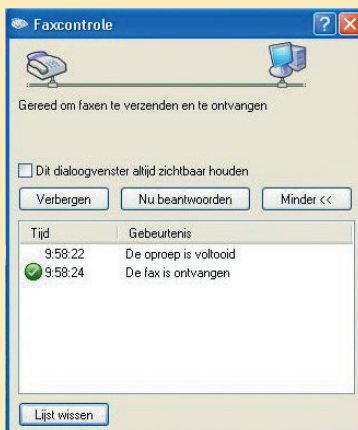 Faxcontrole
Gereed om faxen te verzenden en te ontvangen
Dit dialoogvenster altijd zichtbaar houden
Verbergen Nu beantwoorden Minder <<
Tijd Gebeurtenis
9:58:22 De oproep is voltooid
9:58:24 De fax is ontvangen
Lijst wissen